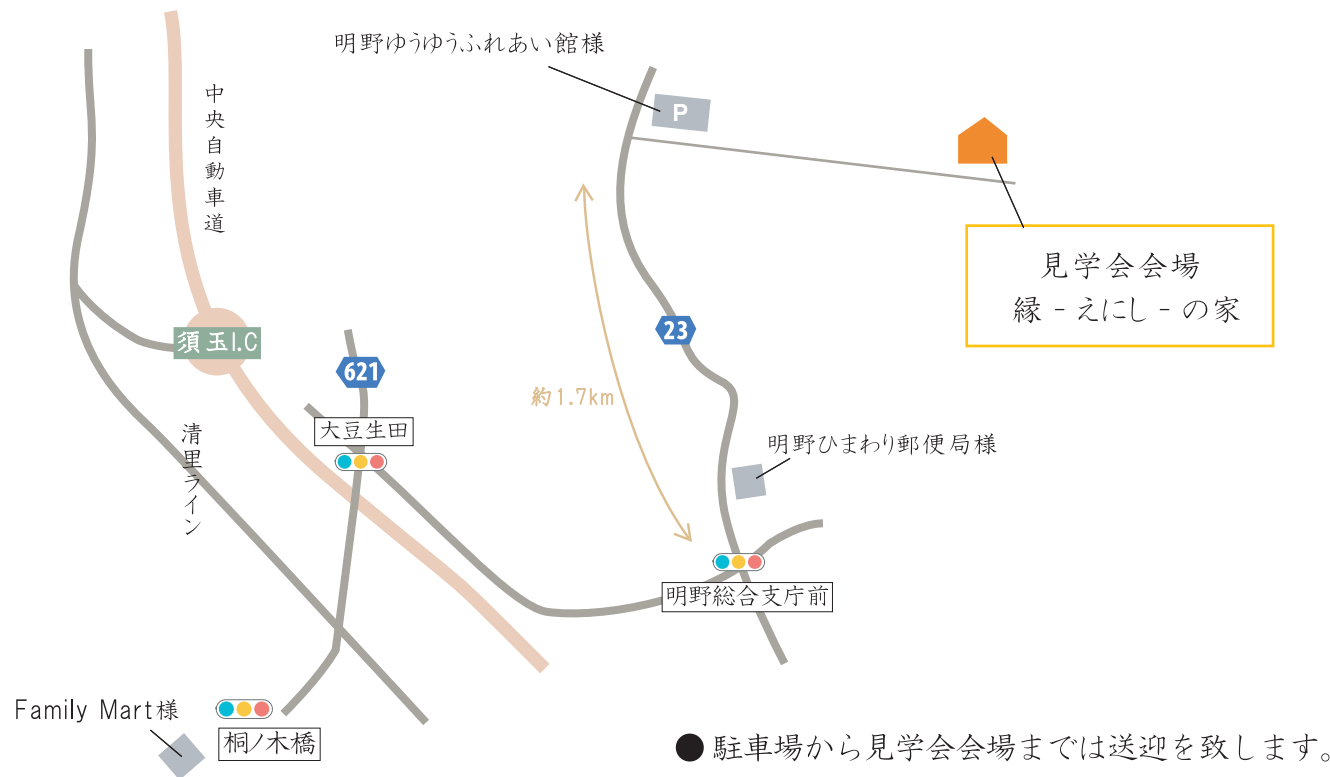 明野ゆうゆうふれあい館様
P
中央自動車道
見学会会場
縁 - えにし - の家
須玉I.C
23
621
約1.7km
大豆生田
清里ライン
明野ひまわり郵便局様
明野総合支庁前
Family Mart様
桐ノ木橋
●駐車場から見学会会場までは送迎を致します。